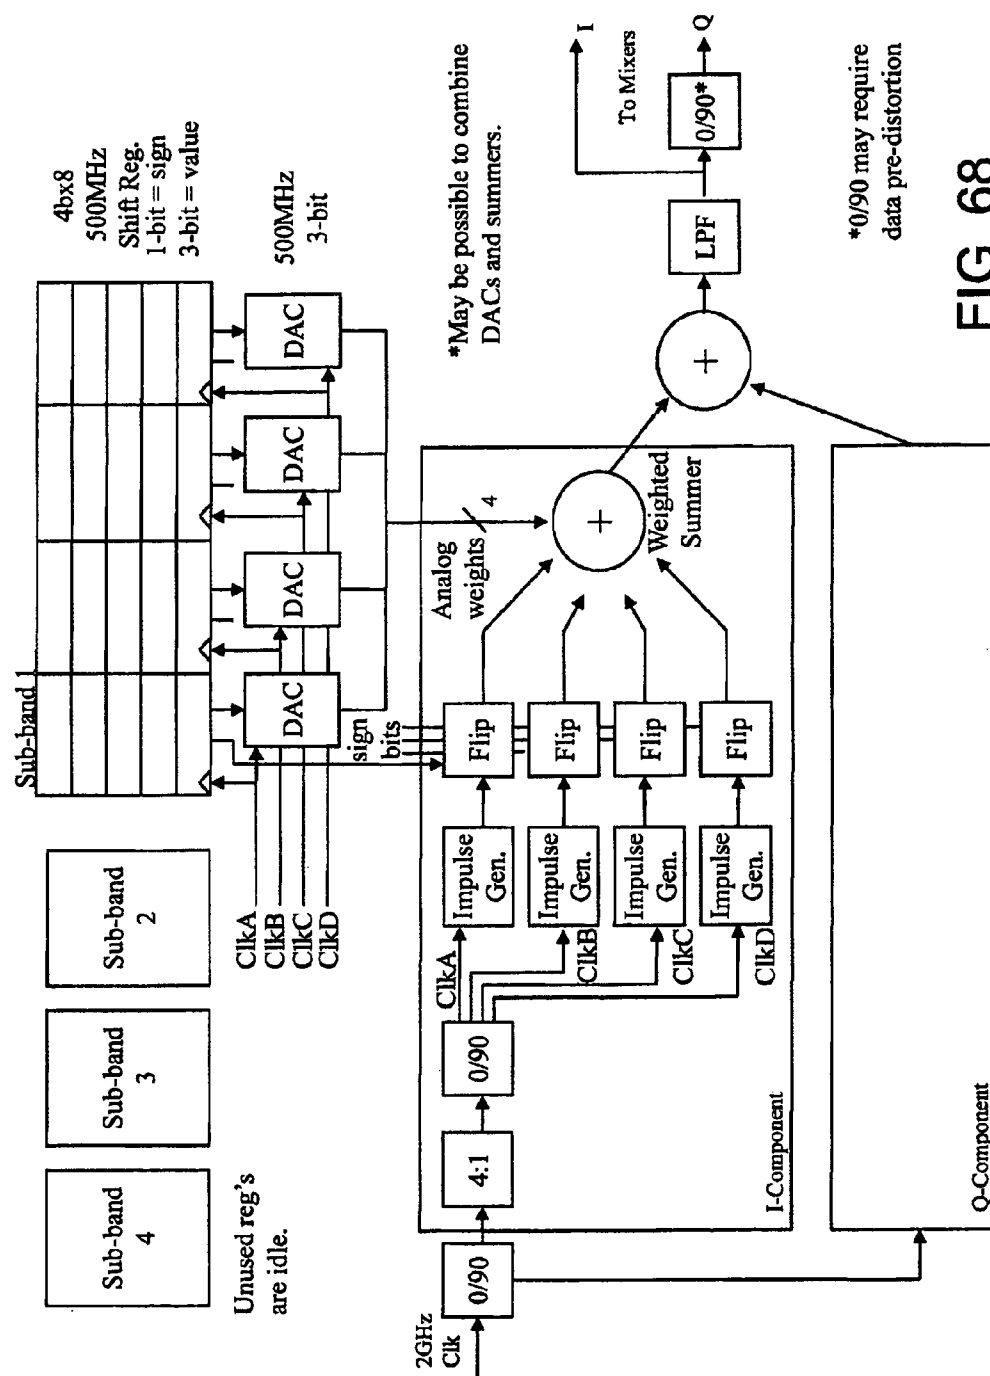 Sub-band
4
Sub-band
3
Sub-band
2
Sub-band 1
4bx8
500MHz
Shift Reg.
1-bit = sign
3-bit = value
Unused reg's
are idle.
ClkA
ClkB
ClkC
ClkD
DAC
DAC
DAC
DAC
500MHz
3-bit
sign
bits
Analog
weights
4
*May be possible to combine
DACs and summers.
2GHz
Clk
0/90
4:1
0/90
ClkA
ClkB
ClkC
ClkD
Impulse
Gen.
Impulse
Gen.
Impulse
Gen.
Impulse
Gen.
Flip
Flip
Flip
Flip
+
Weighted
Summer
I-Component
+
LPF
0/90*
I
To Mixers
Q
*0/90 may require
data pre-distortion
Q-Component
FIG. 68